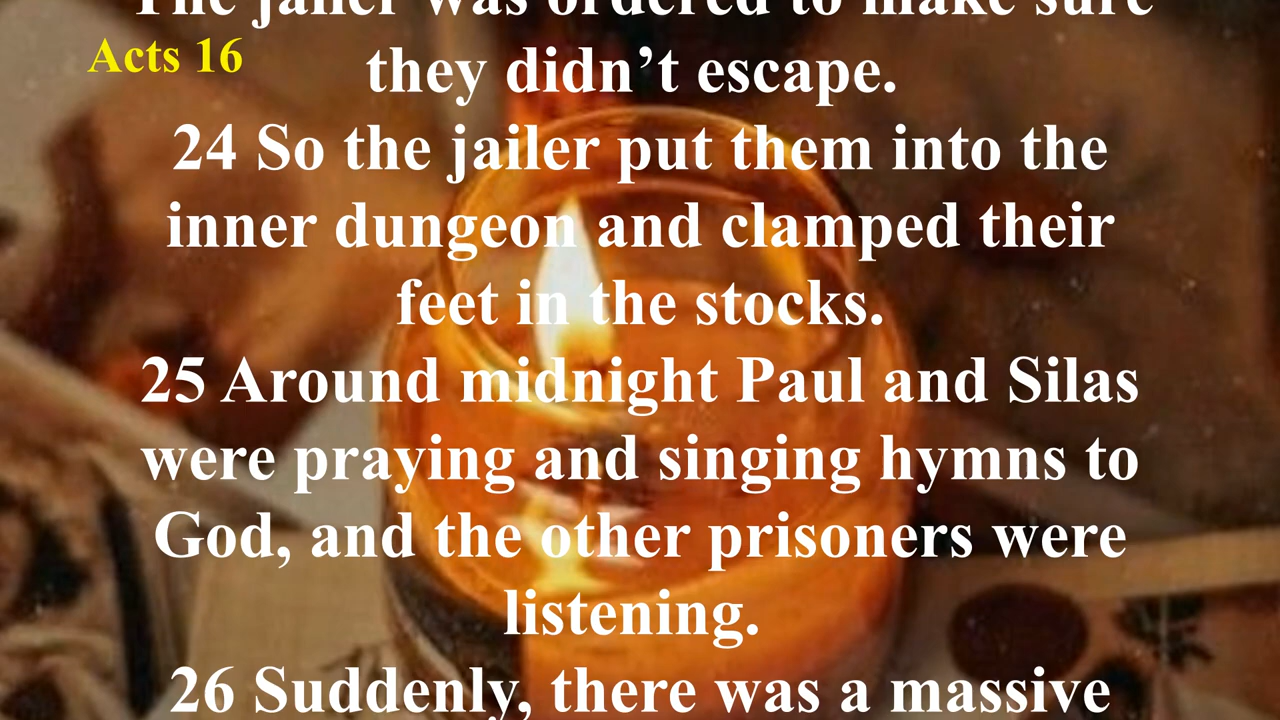 The jailer was ordered to make sure
Acts 16
they didn’t escape.
24 So the jailer put them into the
inner dungeon and clamped their
feet in the stocks.
25 Around midnight Paul and Silas
were praying and singing hymns to
God, and the other prisoners were
listening.
26 Suddenly, there was a massive